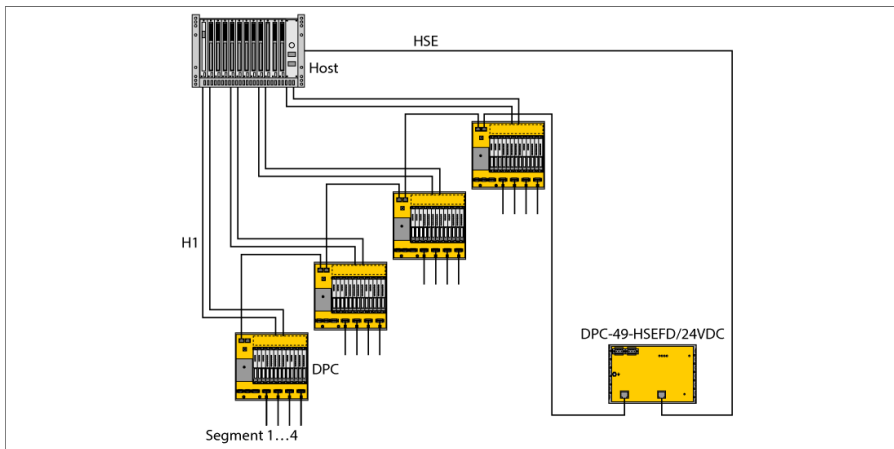 HSE
Host
H1
DPC-49-HSEFD/24VDC
DPC
Segment 1…4